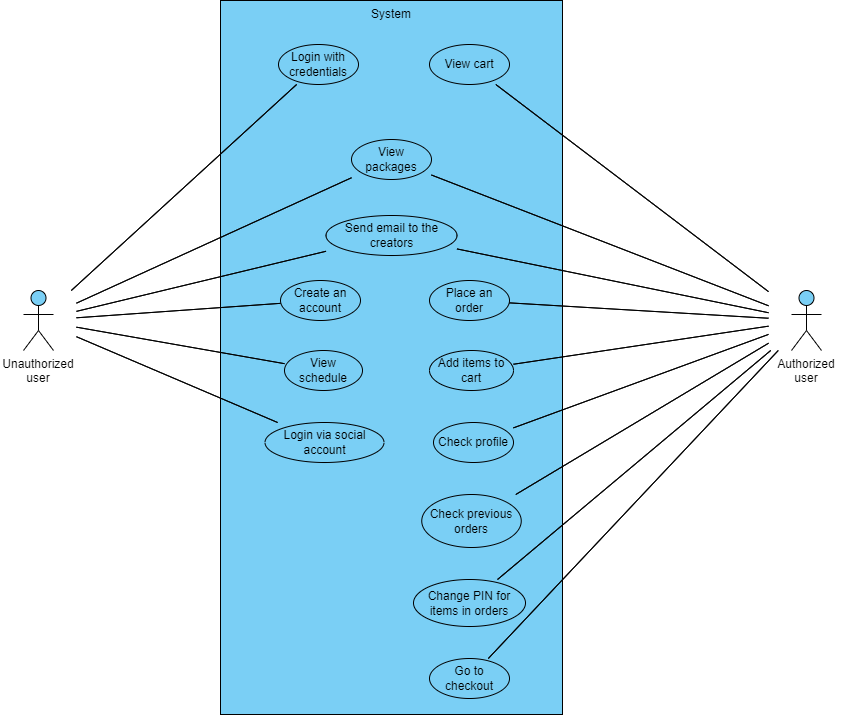 System
Login with
credentials
View cart
View
packages
Send email to the
creators
Create an
account
Place an
order
Unauthorized
user
View
schedule
Add items to
cart
Authorized
user
Login via social
account
Check profile
Check previous
orders
Change PIN for
items in orders
Go to
checkout